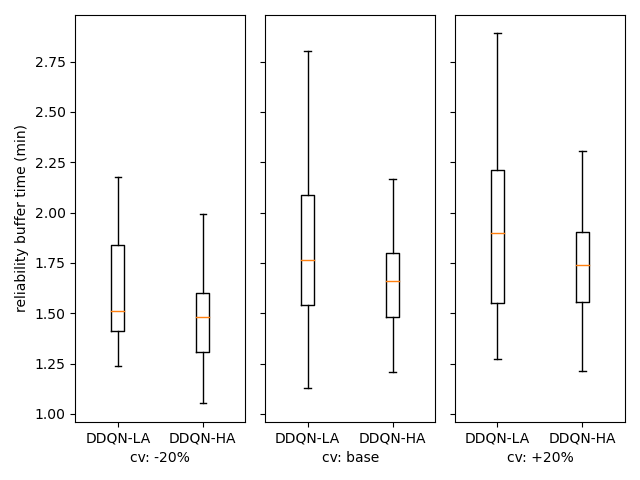 reliability buffer time (min)
2.75
2.50
2.25
2.00
1.75
1.50
1.25
1.00
DDQN-LA DDQN-HA DDQN-LA DDQN-HA DDQN-LA DDQN-HA
cv: -20% cv: base cv: +20%